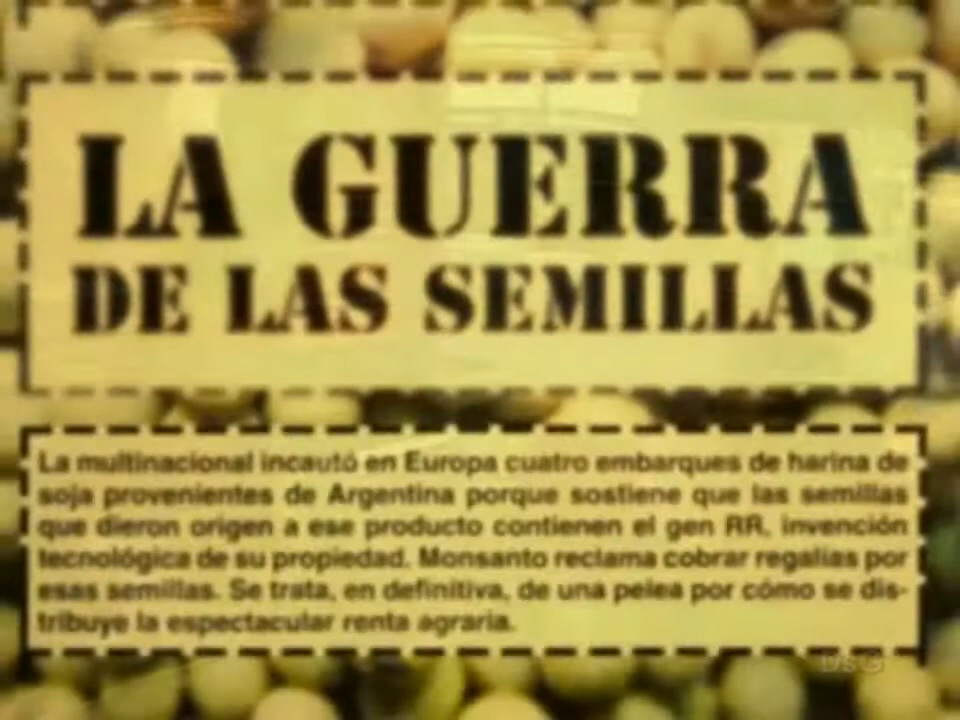 LA GUERRA
DE LAS SEMILLAS
La multinacional incautó en Europa cuatro embarques de harina de
soja provenientes de Argentina porque sostiene que las semillas
que dieron origen a ese producto contienen el gen RR, invención
tecnológica de su propiedad. Monsanto reclama cobrar regalías por
esas semillas. Se trata, en definitiva, de una pelea por cómo se dis-
tribuye la espectacular renta agraria.